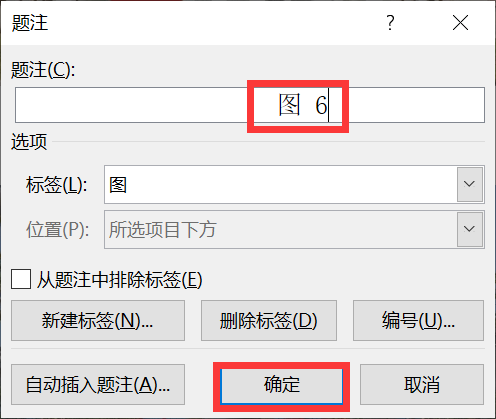 题注
?
题注(C):
图 6
选项
标签(L): 图
位置(P): 所选项目下方
从题注中排除标签(E)
新建标签(N)... 删除标签(D) 编号(U)...
自动插入题注(A)... 确定 取消